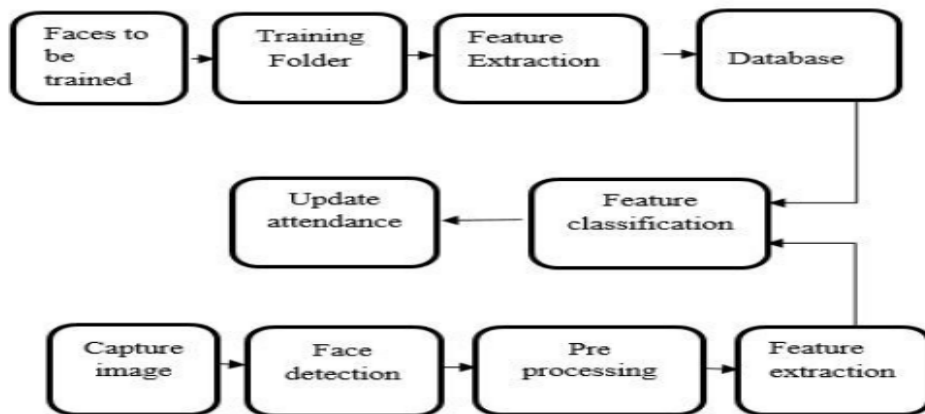 Faces to
be
trained
Training
Folder
Feature
Extraction
Database
Update
attendance
Feature
classification
Capture
image
Face
detection
Pre
processing
Feature
extraction